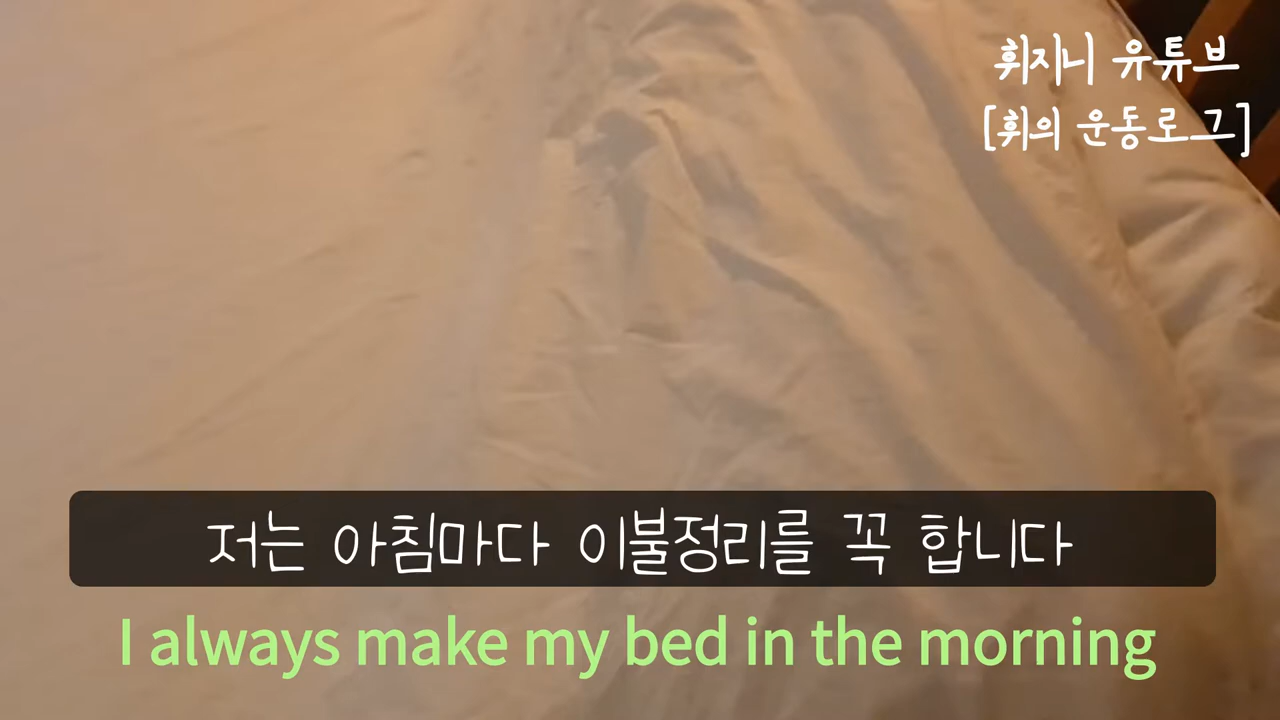 휘지니 유튜브
[휘의 운동로그]
저는 아침마다 이불정리를 꼭 합니다
I always make my bed in the morning